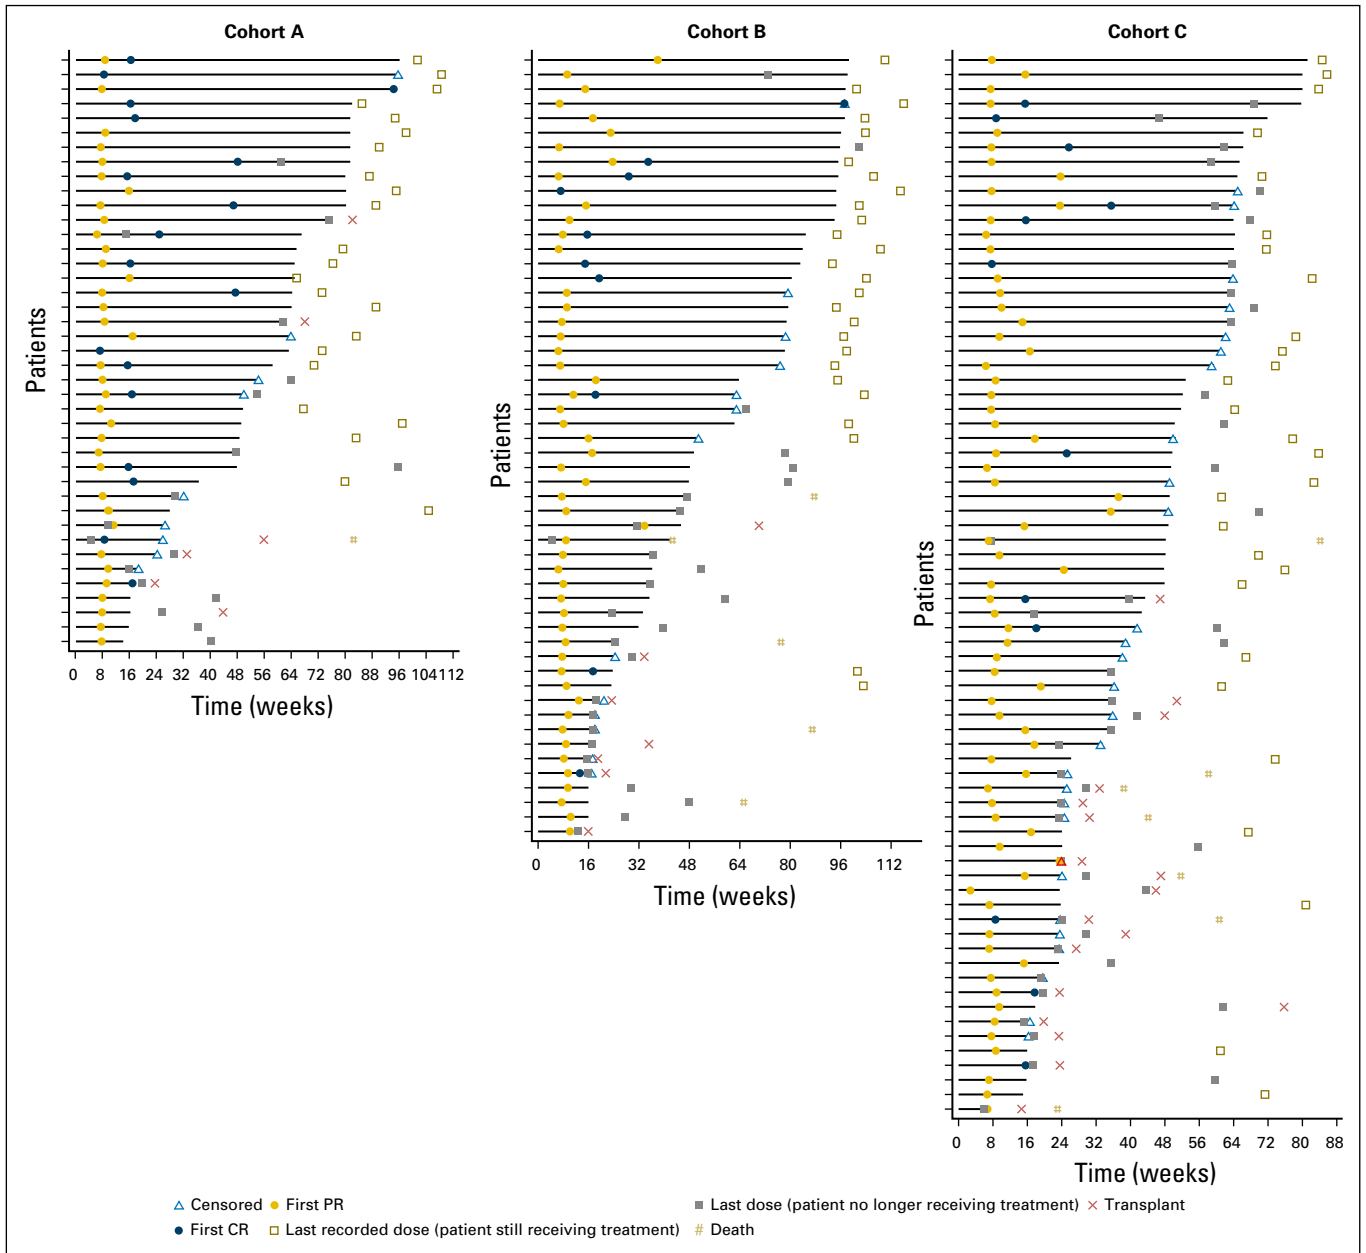 Cohort A
Cohort B
Cohort C
Patients
0 8 16 24 32 40 48 56 64 72 80 88 96 104 112
Time (weeks)
Patients
0 16 32 48 64 80 96 112
Time (weeks)
Patients
0 8 16 24 32 40 48 56 64 72 80 88
Time (weeks)
Censored First PR Last dose (patient no longer receiving treatment) Transplant
First CR Last recorded dose (patient still receiving treatment) # Death